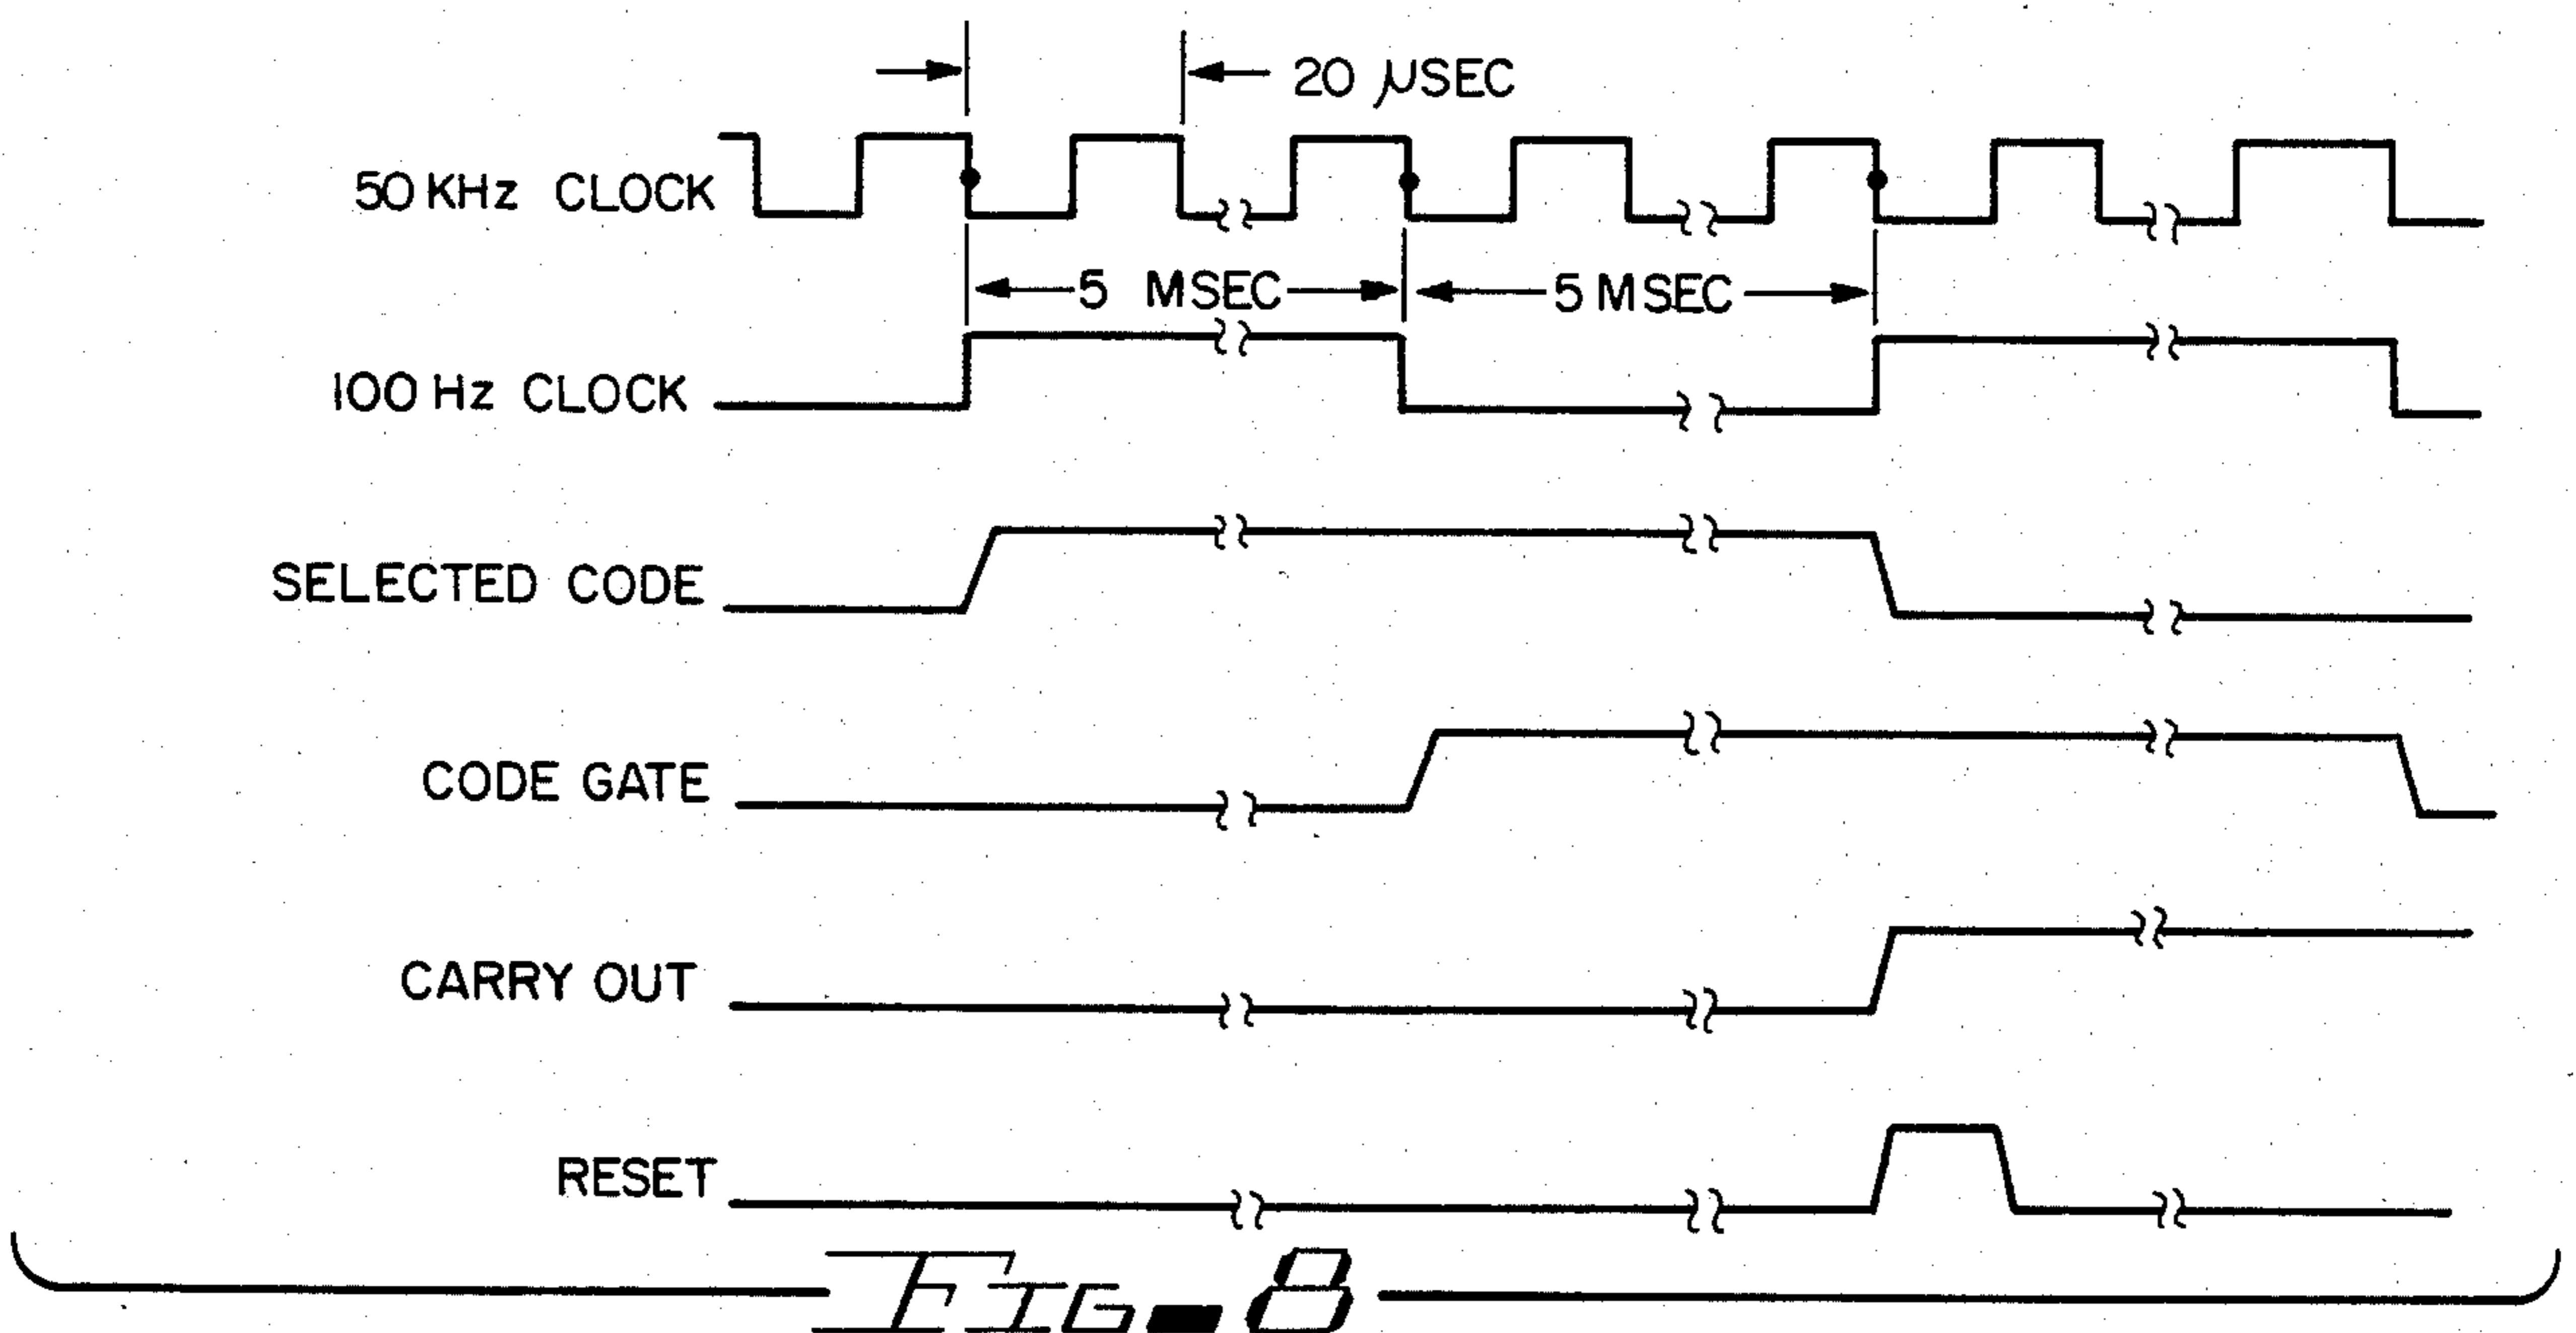 20 µSEC
50 KHz CLOCK
5 MSEC
5 MSEC
100 Hz CLOCK
SELECTED CODE
CODE GATE
CARRY OUT
RESET
FIG-8